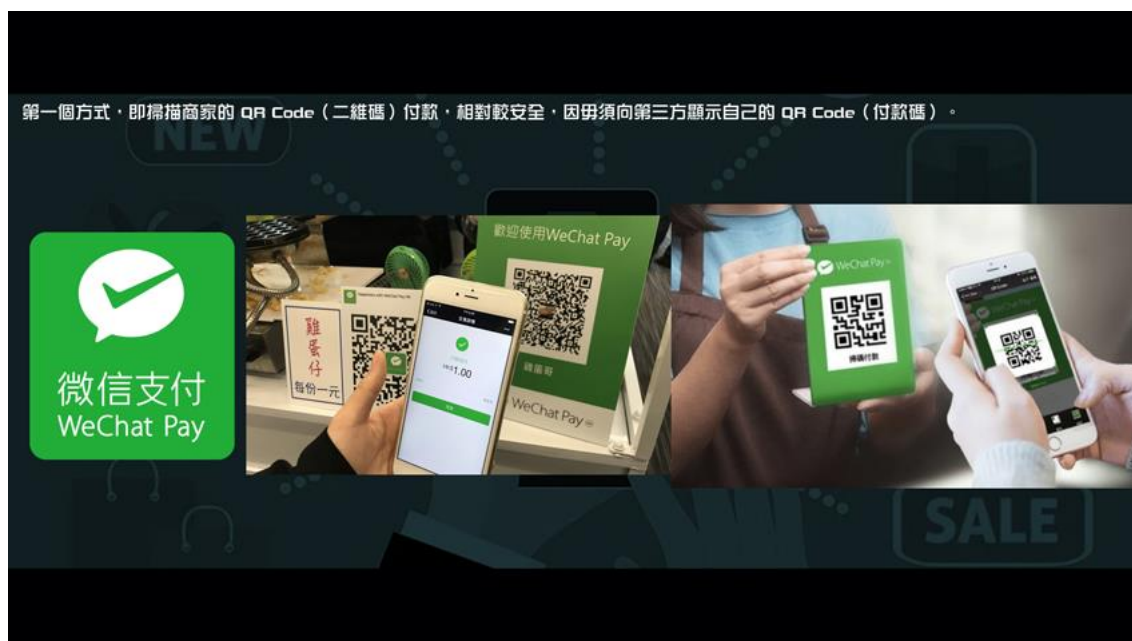 第一個方式，即掃描商家的 QR Code（二維碼）付款，相對較安全，因毋須向第三方顯示自己的 QR Code（付款碼）。
NEW
微信支付
WeChat Pay
雞蛋仔
每份一元
1.00
歡迎使用WeChat Pay
WeChat Pay
WeChat Pay
掃碼付款
SALE